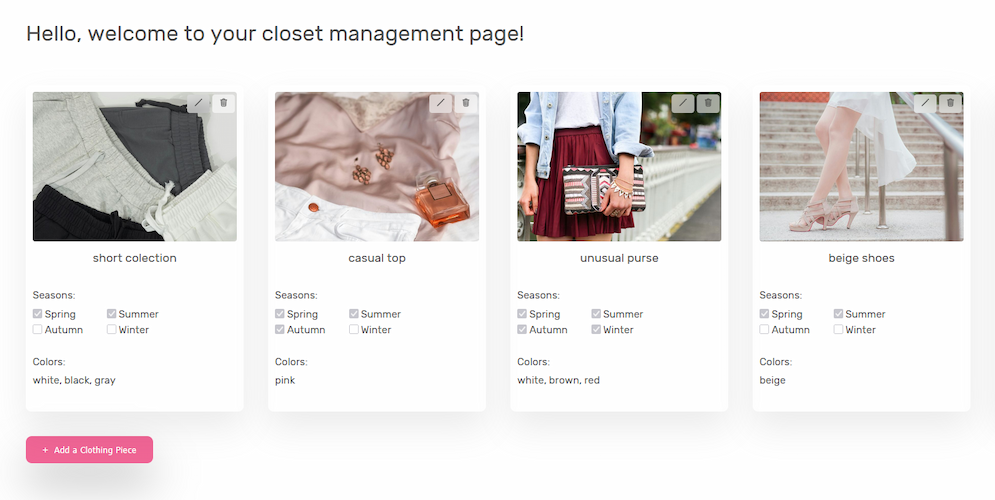 Hello, welcome to your closet management page!
short colection
Seasons:
Spring Summer
Autumn Winter
Colors:
white, black, gray
casual top
Seasons:
Spring Summer
Autumn Winter
Colors:
pink
unusual purse
Seasons:
Spring Summer
Autumn Winter
Colors:
white, brown, red
beige shoes
Seasons:
Spring Summer
Autumn Winter
Colors:
beige
+ Add a Clothing Piece